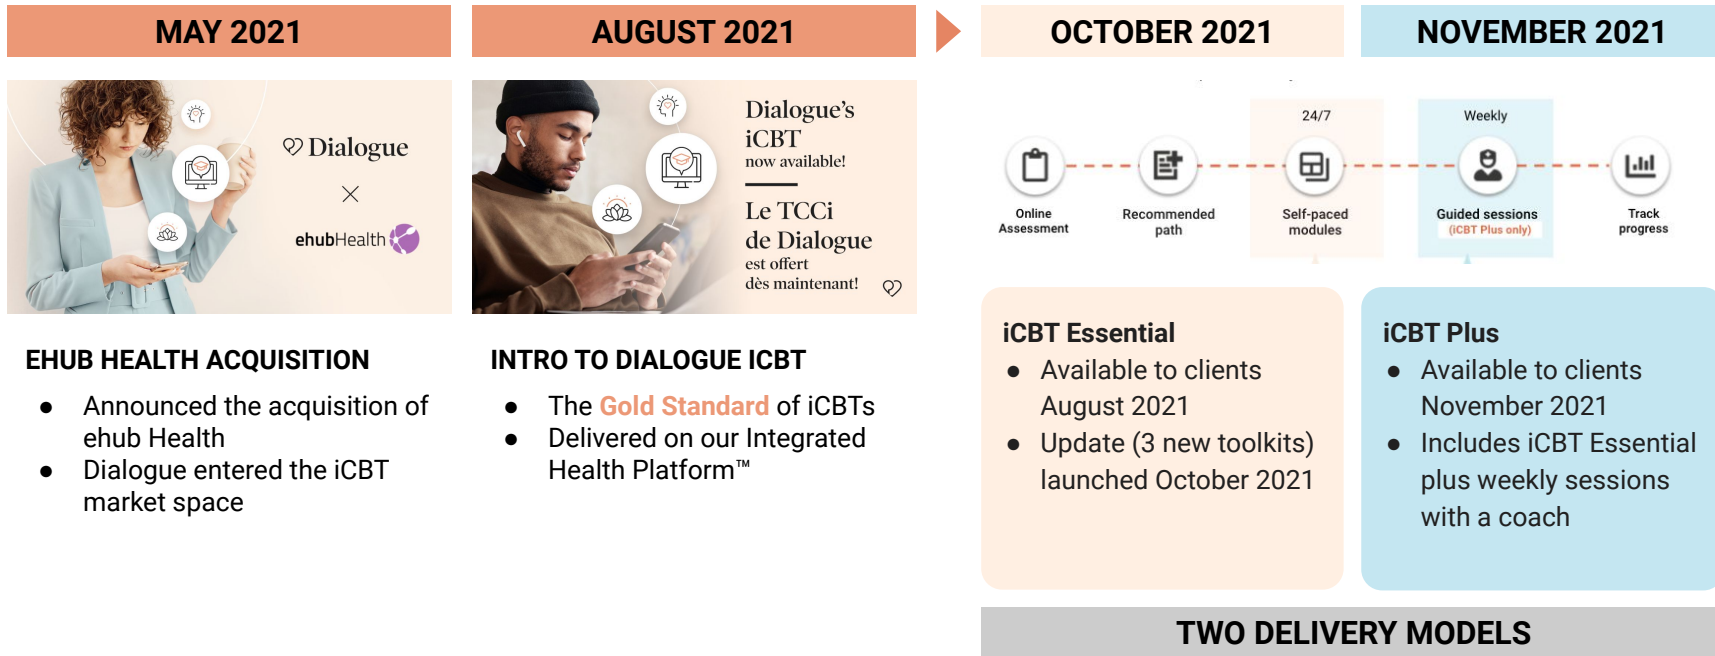 MAY 2021
Dialogue
×
ehubHealth
EHUB HEALTH ACQUISITION
● Announced the acquisition of
ehub Health
● Dialogue entered the iCBT
market space
AUGUST 2021
Dialogue's
iCBT
now available!
Le TCCi
de Dialogue
est offert
dès maintenant!
INTRO TO DIALOGUE ICBT
● The Gold Standard of iCBTs
● Delivered on our Integrated
Health Platform™
OCTOBER 2021
NOVEMBER 2021
24/7
Weekly
Online
Assessment
Recommended
path
Self-paced
modules
Guided sessions
(iCBT Plus only)
Track
progress
iCBT Essential
● Available to clients
August 2021
● Update (3 new toolkits)
launched October 2021
iCBT Plus
● Available to clients
November 2021
● Includes iCBT Essential
plus weekly sessions
with a coach
TWO DELIVERY MODELS